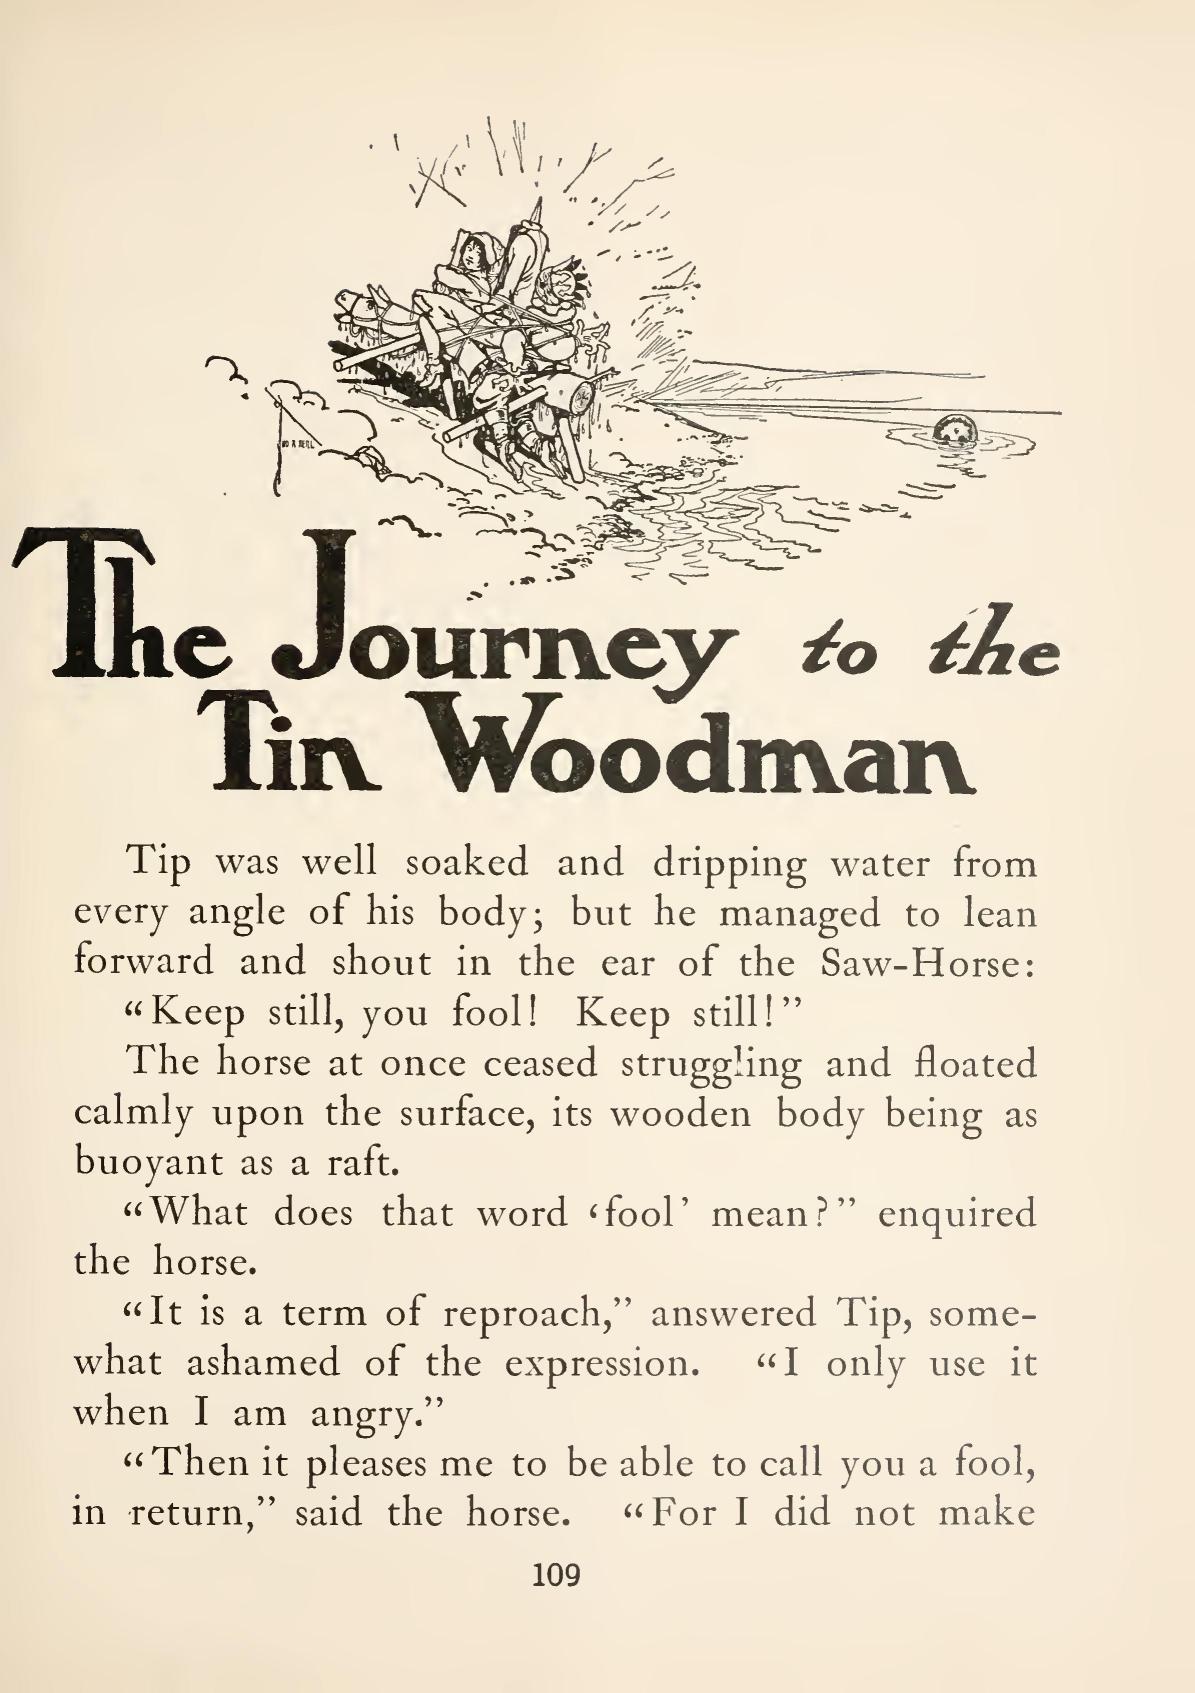 The Journey to the
Tin Woodman
Tip was well soaked and dripping water from
every angle of his body; but he managed to lean
forward and shout in the ear of the Saw-Horse:
“Keep still, you fool! Keep still!”
The horse at once ceased struggling and floated
calmly upon the surface, its wooden body being as
buoyant as a raft.
“What does that word ‘fool’ mean?” enquired
the horse.
“It is a term of reproach,” answered Tip, some-
what ashamed of the expression. “I only use it
when I am angry.”
“Then it pleases me to be able to call you a fool,
in return,” said the horse. “For I did not make
109